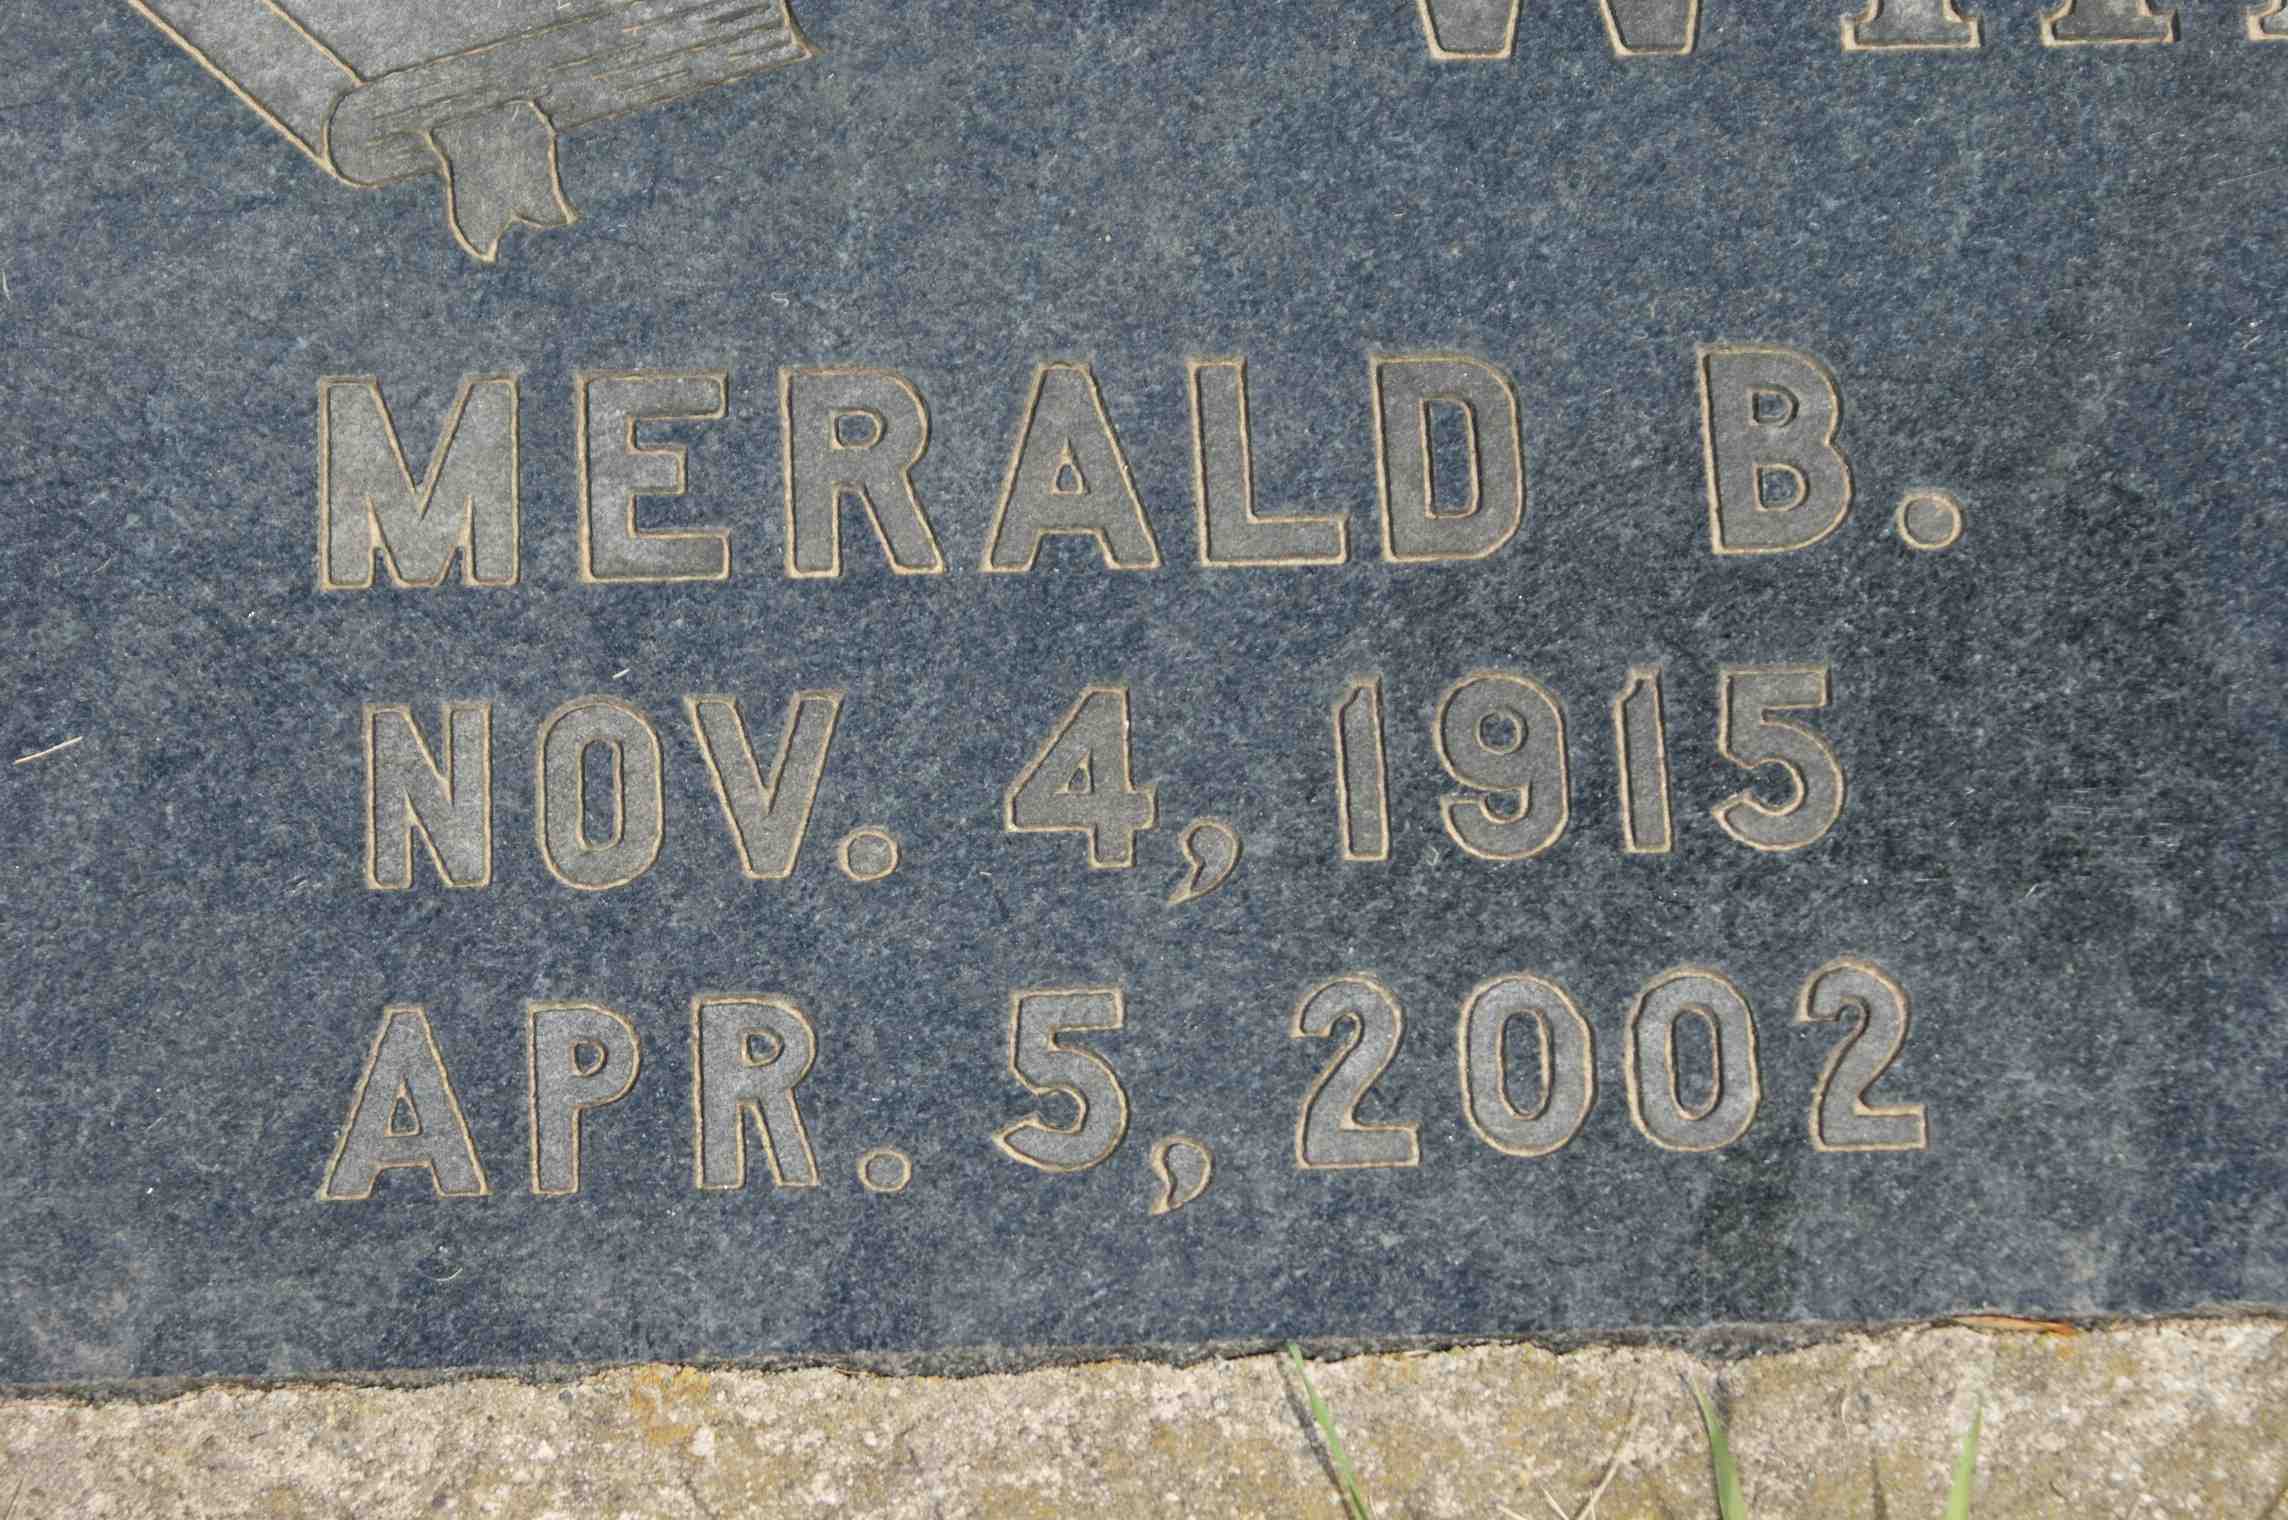 MERALD B.
NOV. 4, 1915
APR. 5, 2002